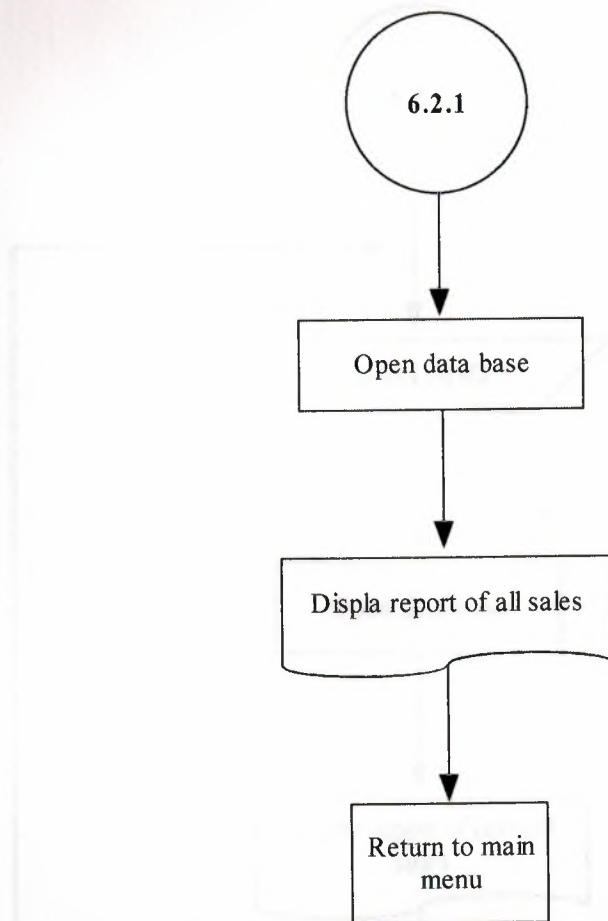 6.2.1
Open data base
Displa report of all sales
Return to main
menu